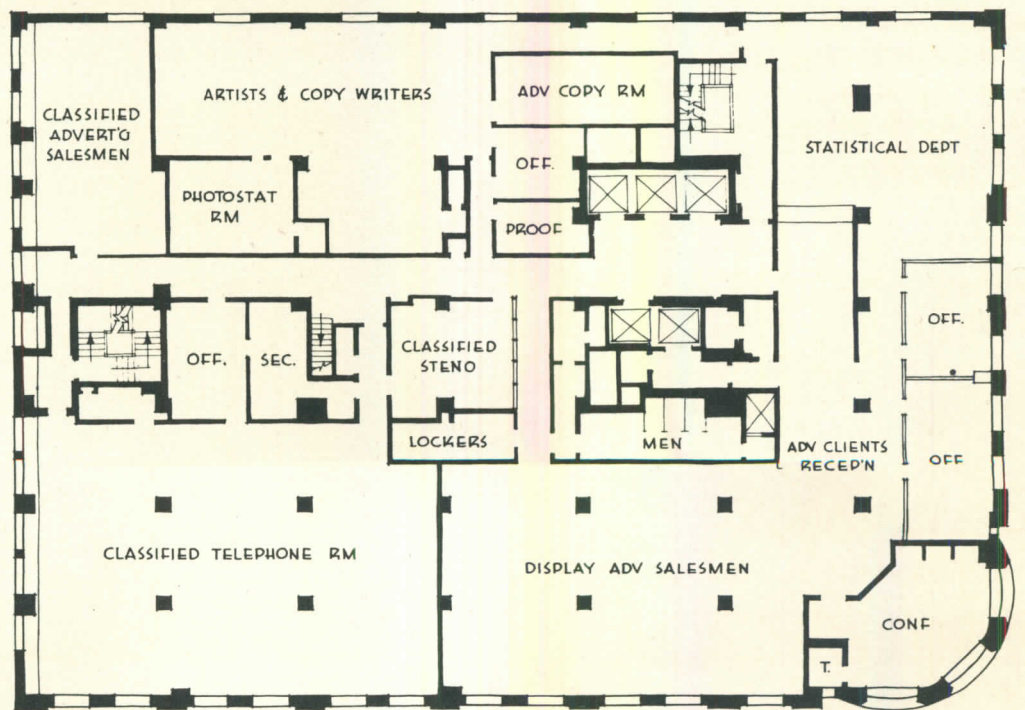 ARTISTS & COPY WRITERS
ADV COPY RM
CLASSIFIED
ADVERT'G
SALESMEN
STATISTICAL DEPT
OFF.
PHOTOSTAT
RM
PROOF
OFF.
SEC.
CLASSIFIED
STENO
OFF.
LOCKERS
MEN
ADV CLIENTS
RECEP'N
OFF
CLASSIFIED TELEPHONE RM
DISPLAY ADV SALESMEN
CONF
T.